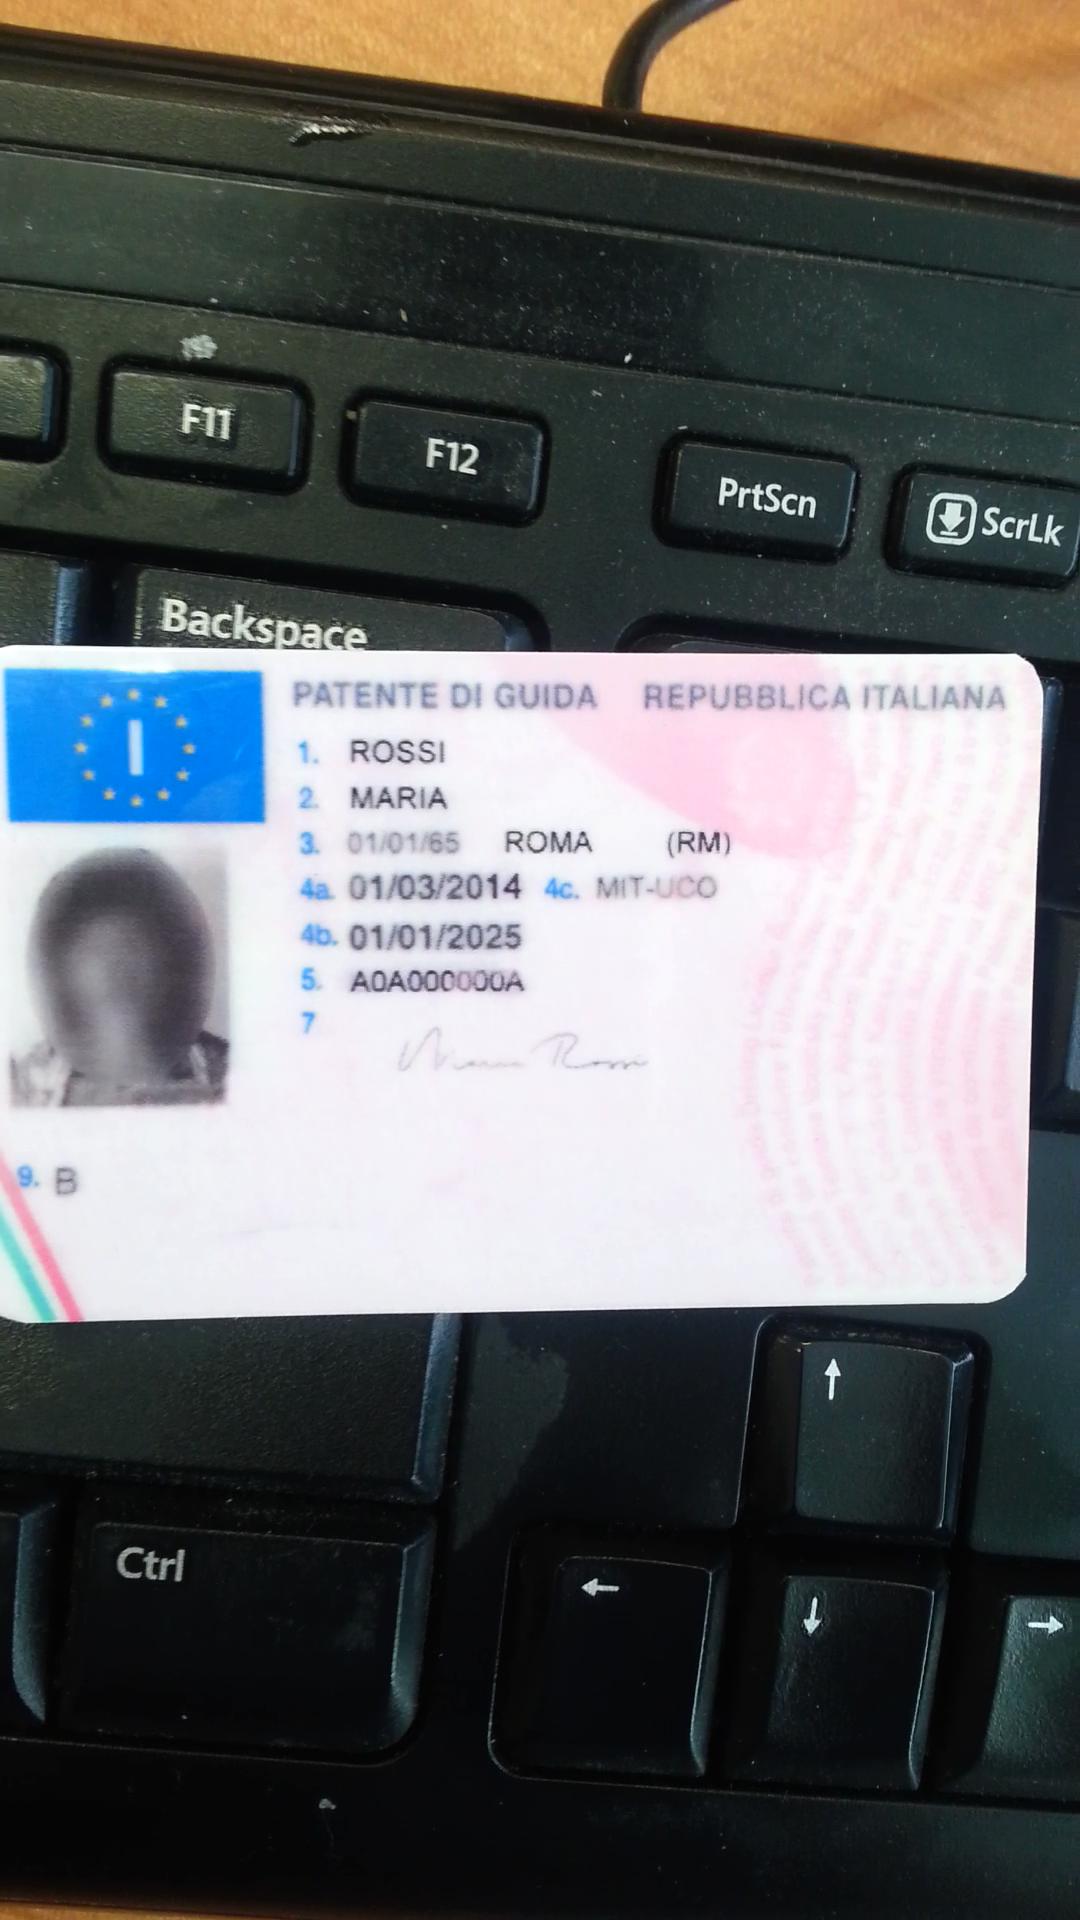 F11
F12
PrtScn
ScrLk
Backspace
I
PATENTE DI GUIDA REPUBBLICA ITALIANA
1. ROSSI
2. MARIA
3. 01/01/65 ROMA (RM)
4a. 01/03/2014 4c. MIT-UCO
4b. 01/01/2025
5. A0A000000A
7
Maria Rossi
9. B
↑
Ctrl
← ↓ →